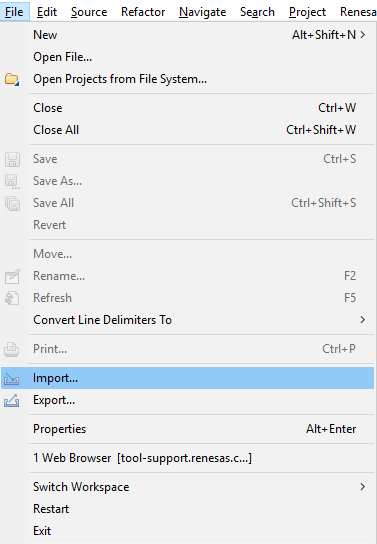 File Edit Source Refactor Navigate Search Project Renesa
New Alt+Shift+N >
Open File...
Open Projects from File System...
Close Ctrl+W
Close All Ctrl+Shift+W
Save Ctrl+S
Save As...
Save All Ctrl+Shift+S
Revert
Move...
Rename... F2
Refresh F5
Convert Line Delimiters To >
Print... Ctrl+P
Import...
Export...
Properties Alt+Enter
1 Web Browser [tool-support.renesas.c...]
Switch Workspace >
Restart
Exit